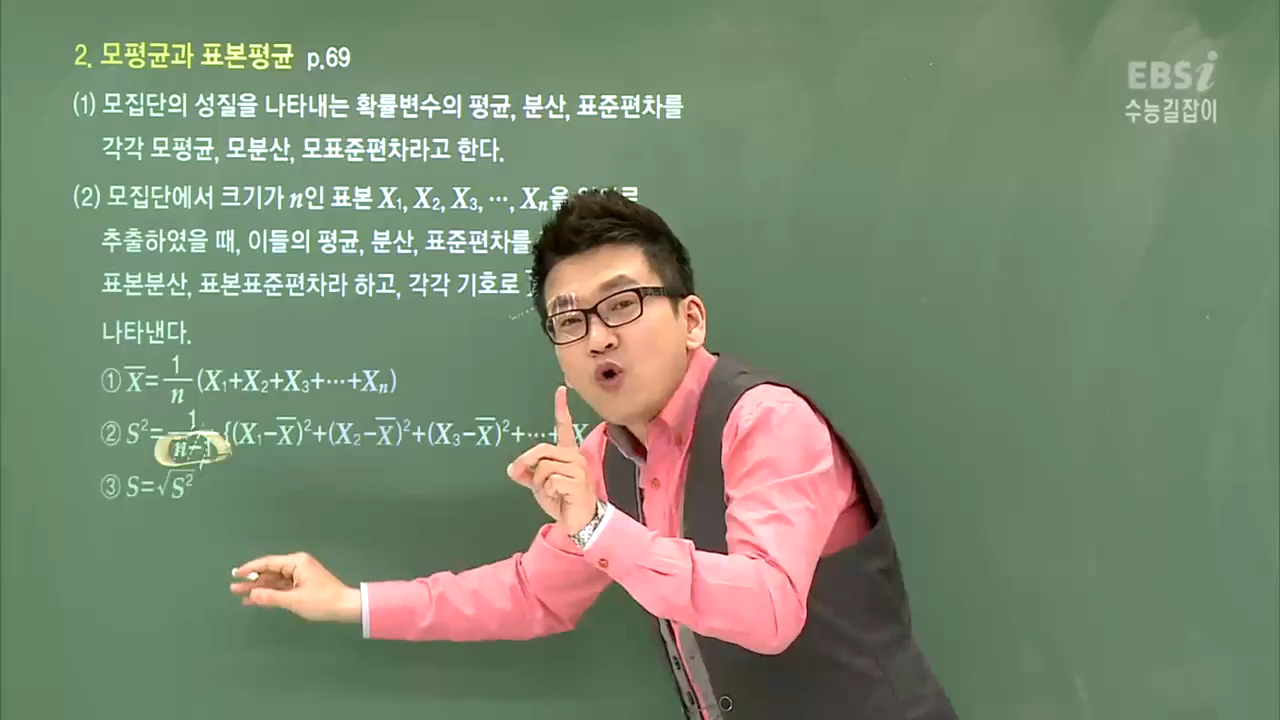 2. 모평균과 표본평균 p.69
EBSi
수능길잡이
(1) 모집단의 성질을 나타내는 확률변수의 평균, 분산, 표준편차를
각각 모평균, 모분산, 모표준편차라고 한다.
(2) 모집단에서 크기가 n인 표본 X₁, X₂, X₃, ⋯, Xₙ을
추출하였을 때, 이들의 평균, 분산, 표준편차를
표본분산, 표본표준편차라 하고, 각각 기호로
나타낸다.
① X̅=1/n(X₁+X₂+X₃+⋯+Xₙ)
② S²=1/n-1{(X₁-X̅)²+(X₂-X̅)²+(X₃-X̅)²+⋯+(X
③ S=√S²